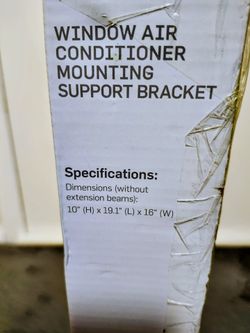 WINDOW AIR
CONDITIONER
MOUNTING
SUPPORT BRACKET
Specifications:
Dimensions (without
extension beams):
10" (H) x 19.1" (L) x 16" (W)